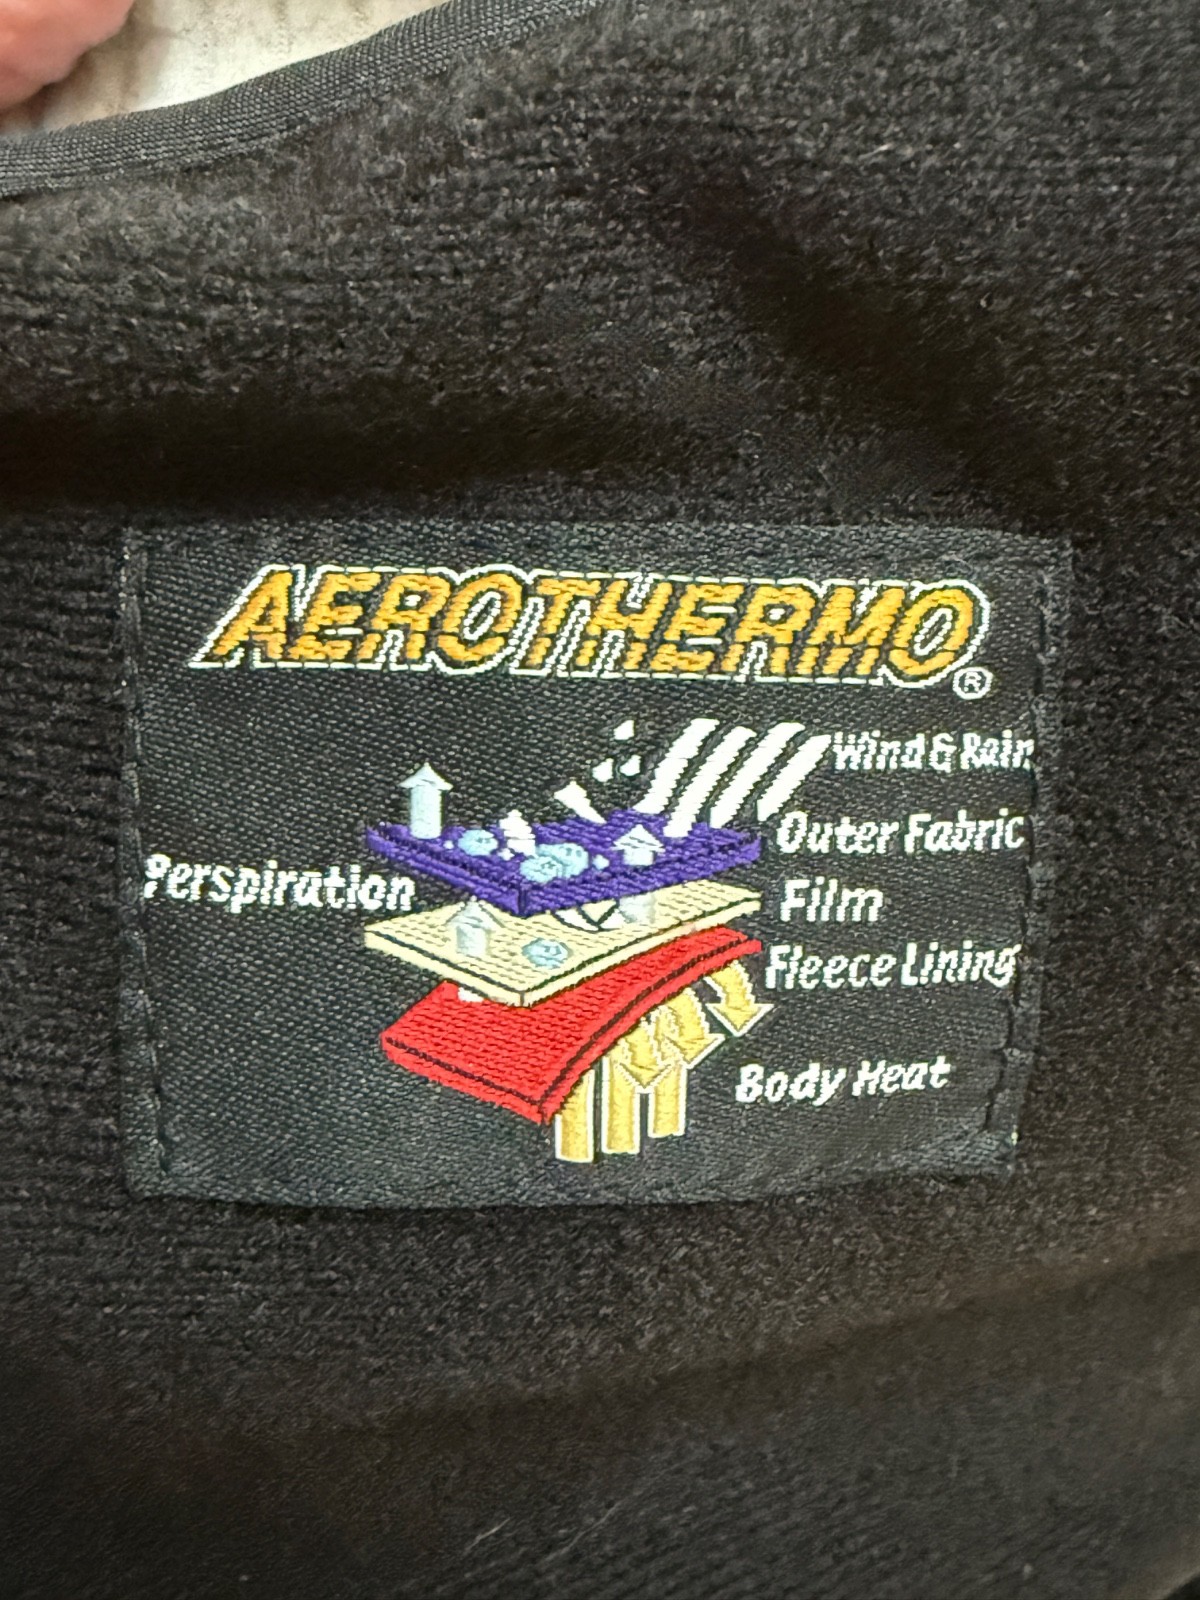 AEROTHERMO®
Wind & Rain
Outer Fabric
Perspiration
Film
Fleece Lining
Body Heat